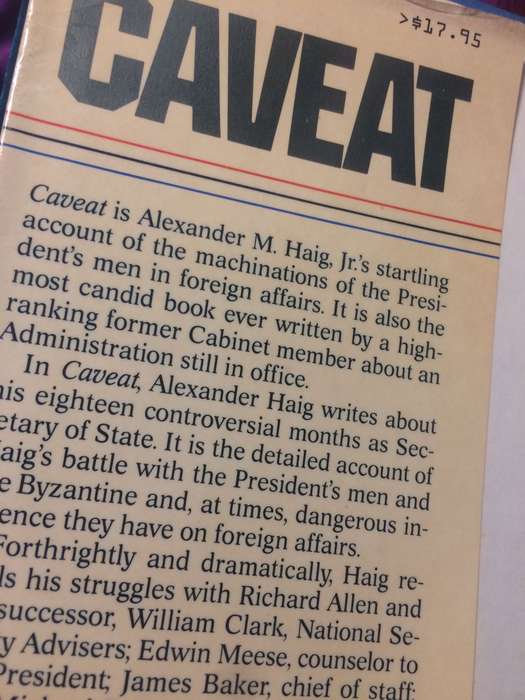 >$17.95
CAVEAT
Caveat is Alexander M. Haig, Jr.'s startling
account of the machinations of the Presi-
dent's men in foreign affairs. It is also the
most candid book ever written by a high-
ranking former Cabinet member about an
Administration still in office.
In Caveat, Alexander Haig writes about
his eighteen controversial months as Sec-
etary of State. It is the detailed account of
Haig's battle with the President's men and
e Byzantine and, at times, dangerous in-
ence they have on foreign affairs.
Forthrightly and dramatically, Haig re-
ls his struggles with Richard Allen and
successor, William Clark, National Se-
y Advisers; Edwin Meese, counselor to
President; James Baker, chief of staff;